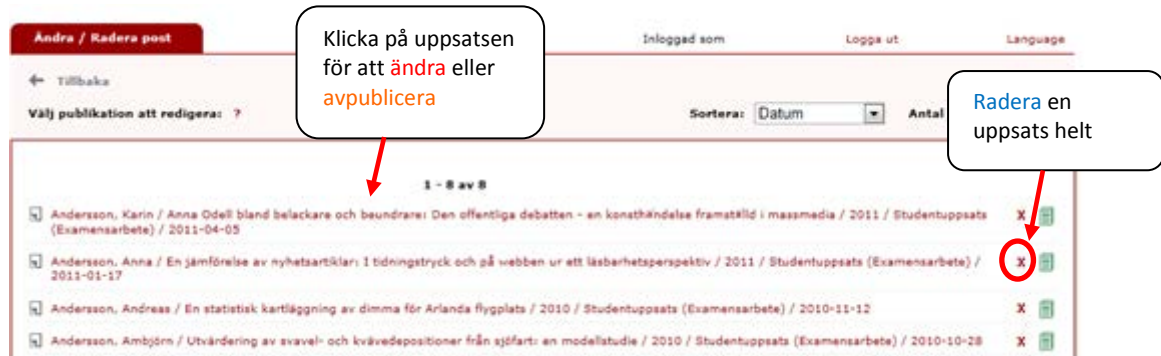 Ändra / Radera post
Inloggad som
Logga ut
Language
Klicka på uppsatsen
för att ändra eller
avpublicera
Tillbaka
Välj publikation att redigera: ?
Sortera: Datum
Antal
Radera en
uppsats helt
1 - 8 av 8
Andersson, Karin / Anna Odell bland belackare och beundrare: Den offentliga debatten - en konsthändelse framställd i massmedia / 2011 / Studentuppsats
(Examensarbete) / 2011-04-05
X
Andersson, Anna / En jämförelse av nyhetsartiklar: I tidningstryck och på webben ur ett läsbarhetsperspektiv / 2011 / Studentuppsats (Examensarbete) /
2011-01-17
X
Andersson, Andreas / En statistisk kartläggning av dimma för Arlanda flygplats / 2010 / Studentuppsats (Examensarbete) / 2010-11-12
X
Andersson, Ambjörn / Utvärdering av svavel- och kvävedepositioner från sjöfart: en modellstudie / 2010 / Studentuppsats (Examensarbete) / 2010-10-28
X